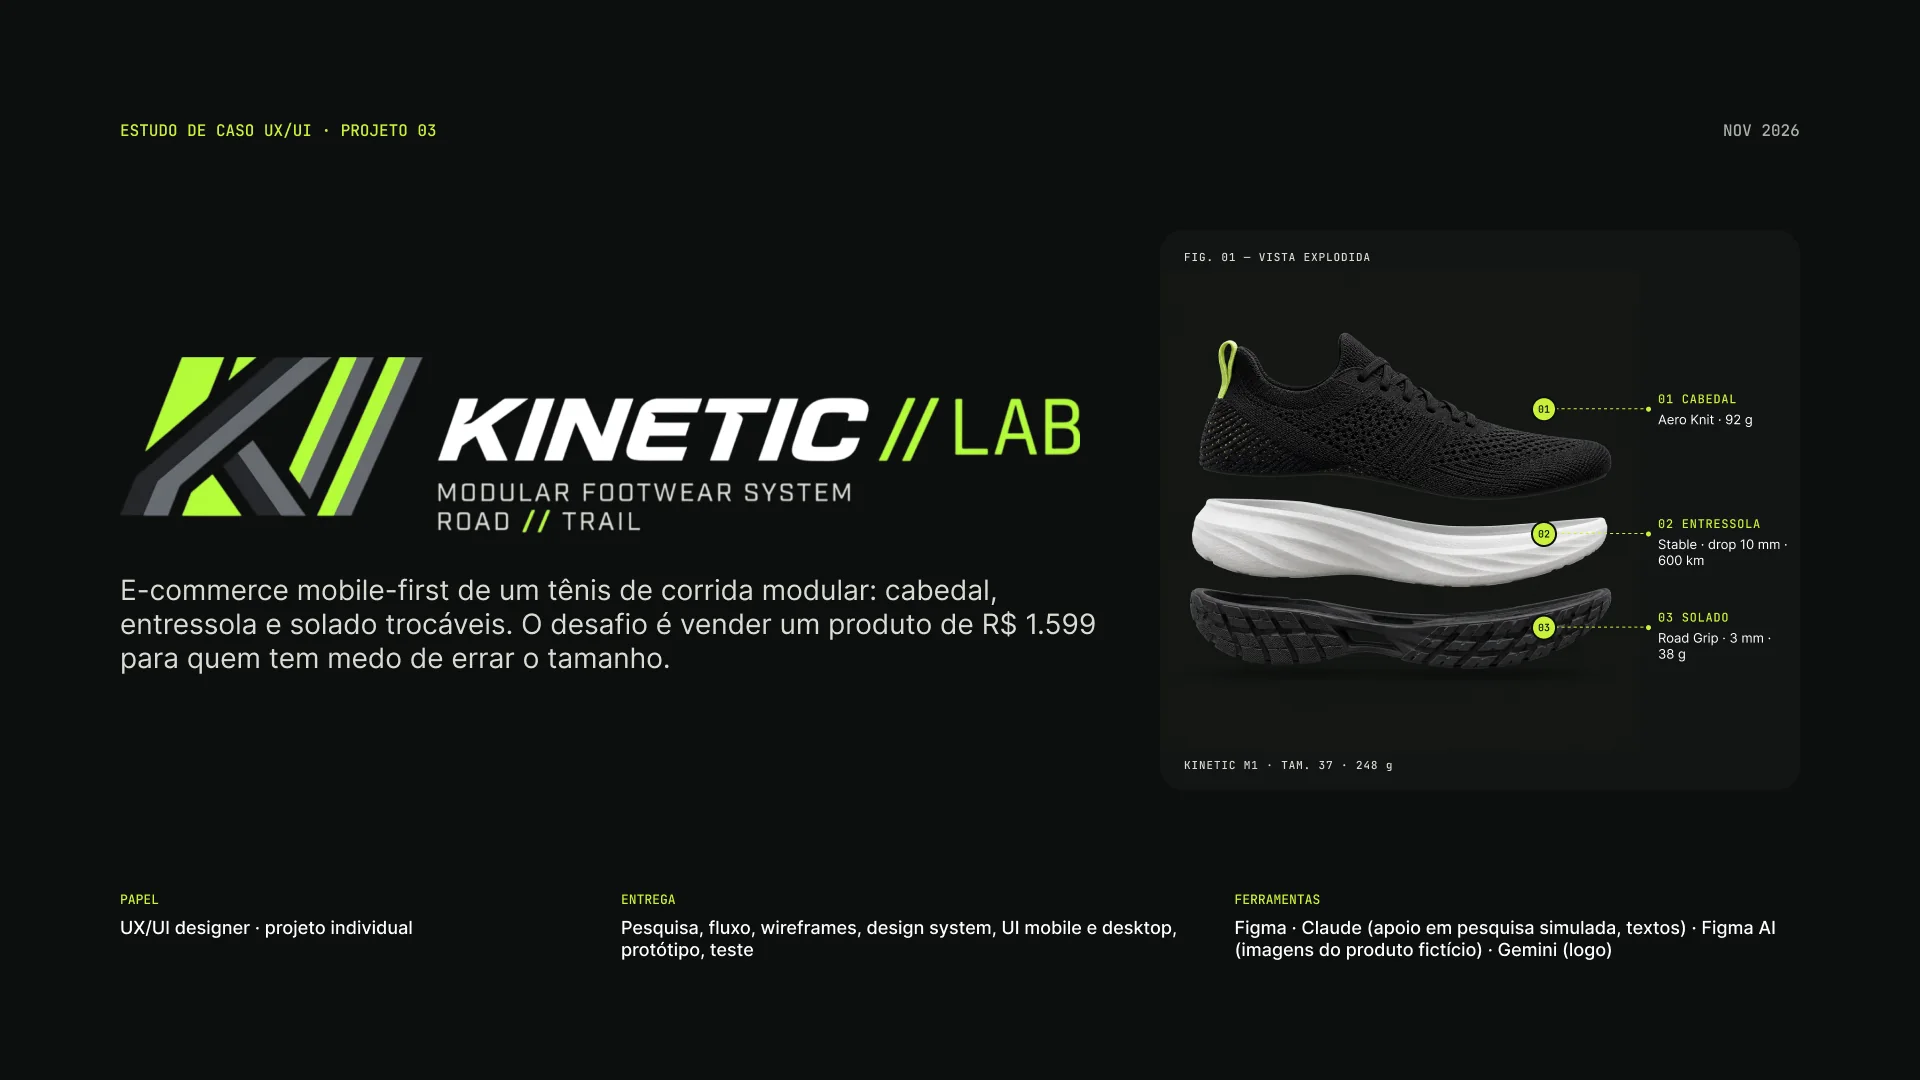 ESTUDO DE CASO UX/UI · PROJETO 03
NOV 2026
KINETIC // LAB
MODULAR FOOTWEAR SYSTEM
ROAD // TRAIL
E-commerce mobile-first de um tênis de corrida modular: cabedal,
entressola e solado trocáveis. O desafio é vender um produto de R$ 1.599
para quem tem medo de errar o tamanho.
FIG. 01 — VISTA EXPLODIDA
01
01 CABEDAL
Aero Knit · 92 g
02
02 ENTRESSOLA
Stable · drop 10 mm ·
600 km
03
03 SOLADO
Road Grip · 3 mm ·
38 g
KINETIC M1 · TAM. 37 · 248 g
PAPEL
UX/UI designer · projeto individual
ENTREGA
Pesquisa, fluxo, wireframes, design system, UI mobile e desktop,
protótipo, teste
FERRAMENTAS
Figma · Claude (apoio em pesquisa simulada, textos) · Figma AI
(imagens do produto fictício) · Gemini (logo)